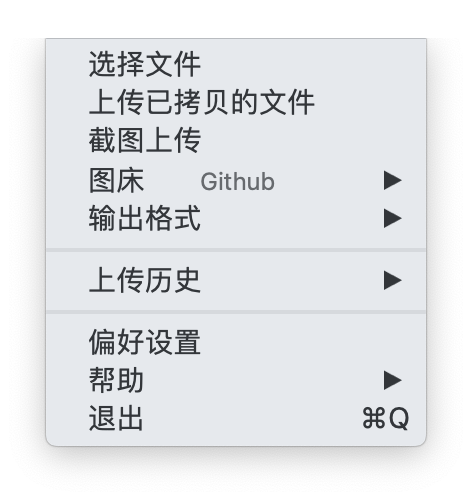 选择文件
上传已拷贝的文件
截图上传
图床 Github ▶
输出格式 ▶
上传历史 ▶
偏好设置
帮助 ▶
退出 ⌘Q